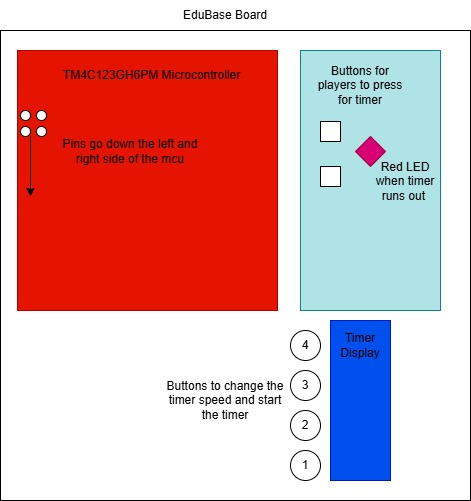 EduBase Board
TM4C123GH6PM Microcontroller
Pins go down the left and
right side of the mcu
Buttons for
players to press
for timer
Red LED
when timer
runs out
Buttons to change the
timer speed and start
the timer
4
3
2
1
Timer
Display